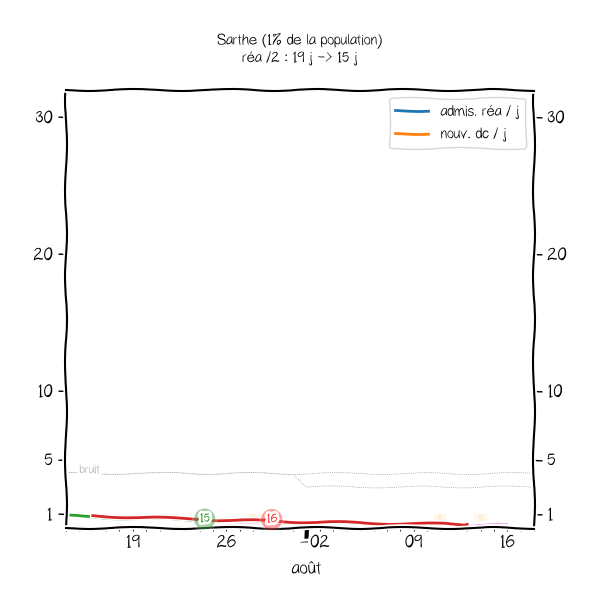 Sarthe (1% de la population)
réa /2 : 19 j -> 15 j
30
30
admis. réa / j
nouv. dc / j
20
20
10
10
5
5
bruit
1
15
16
1
19
26
02
09
16
août